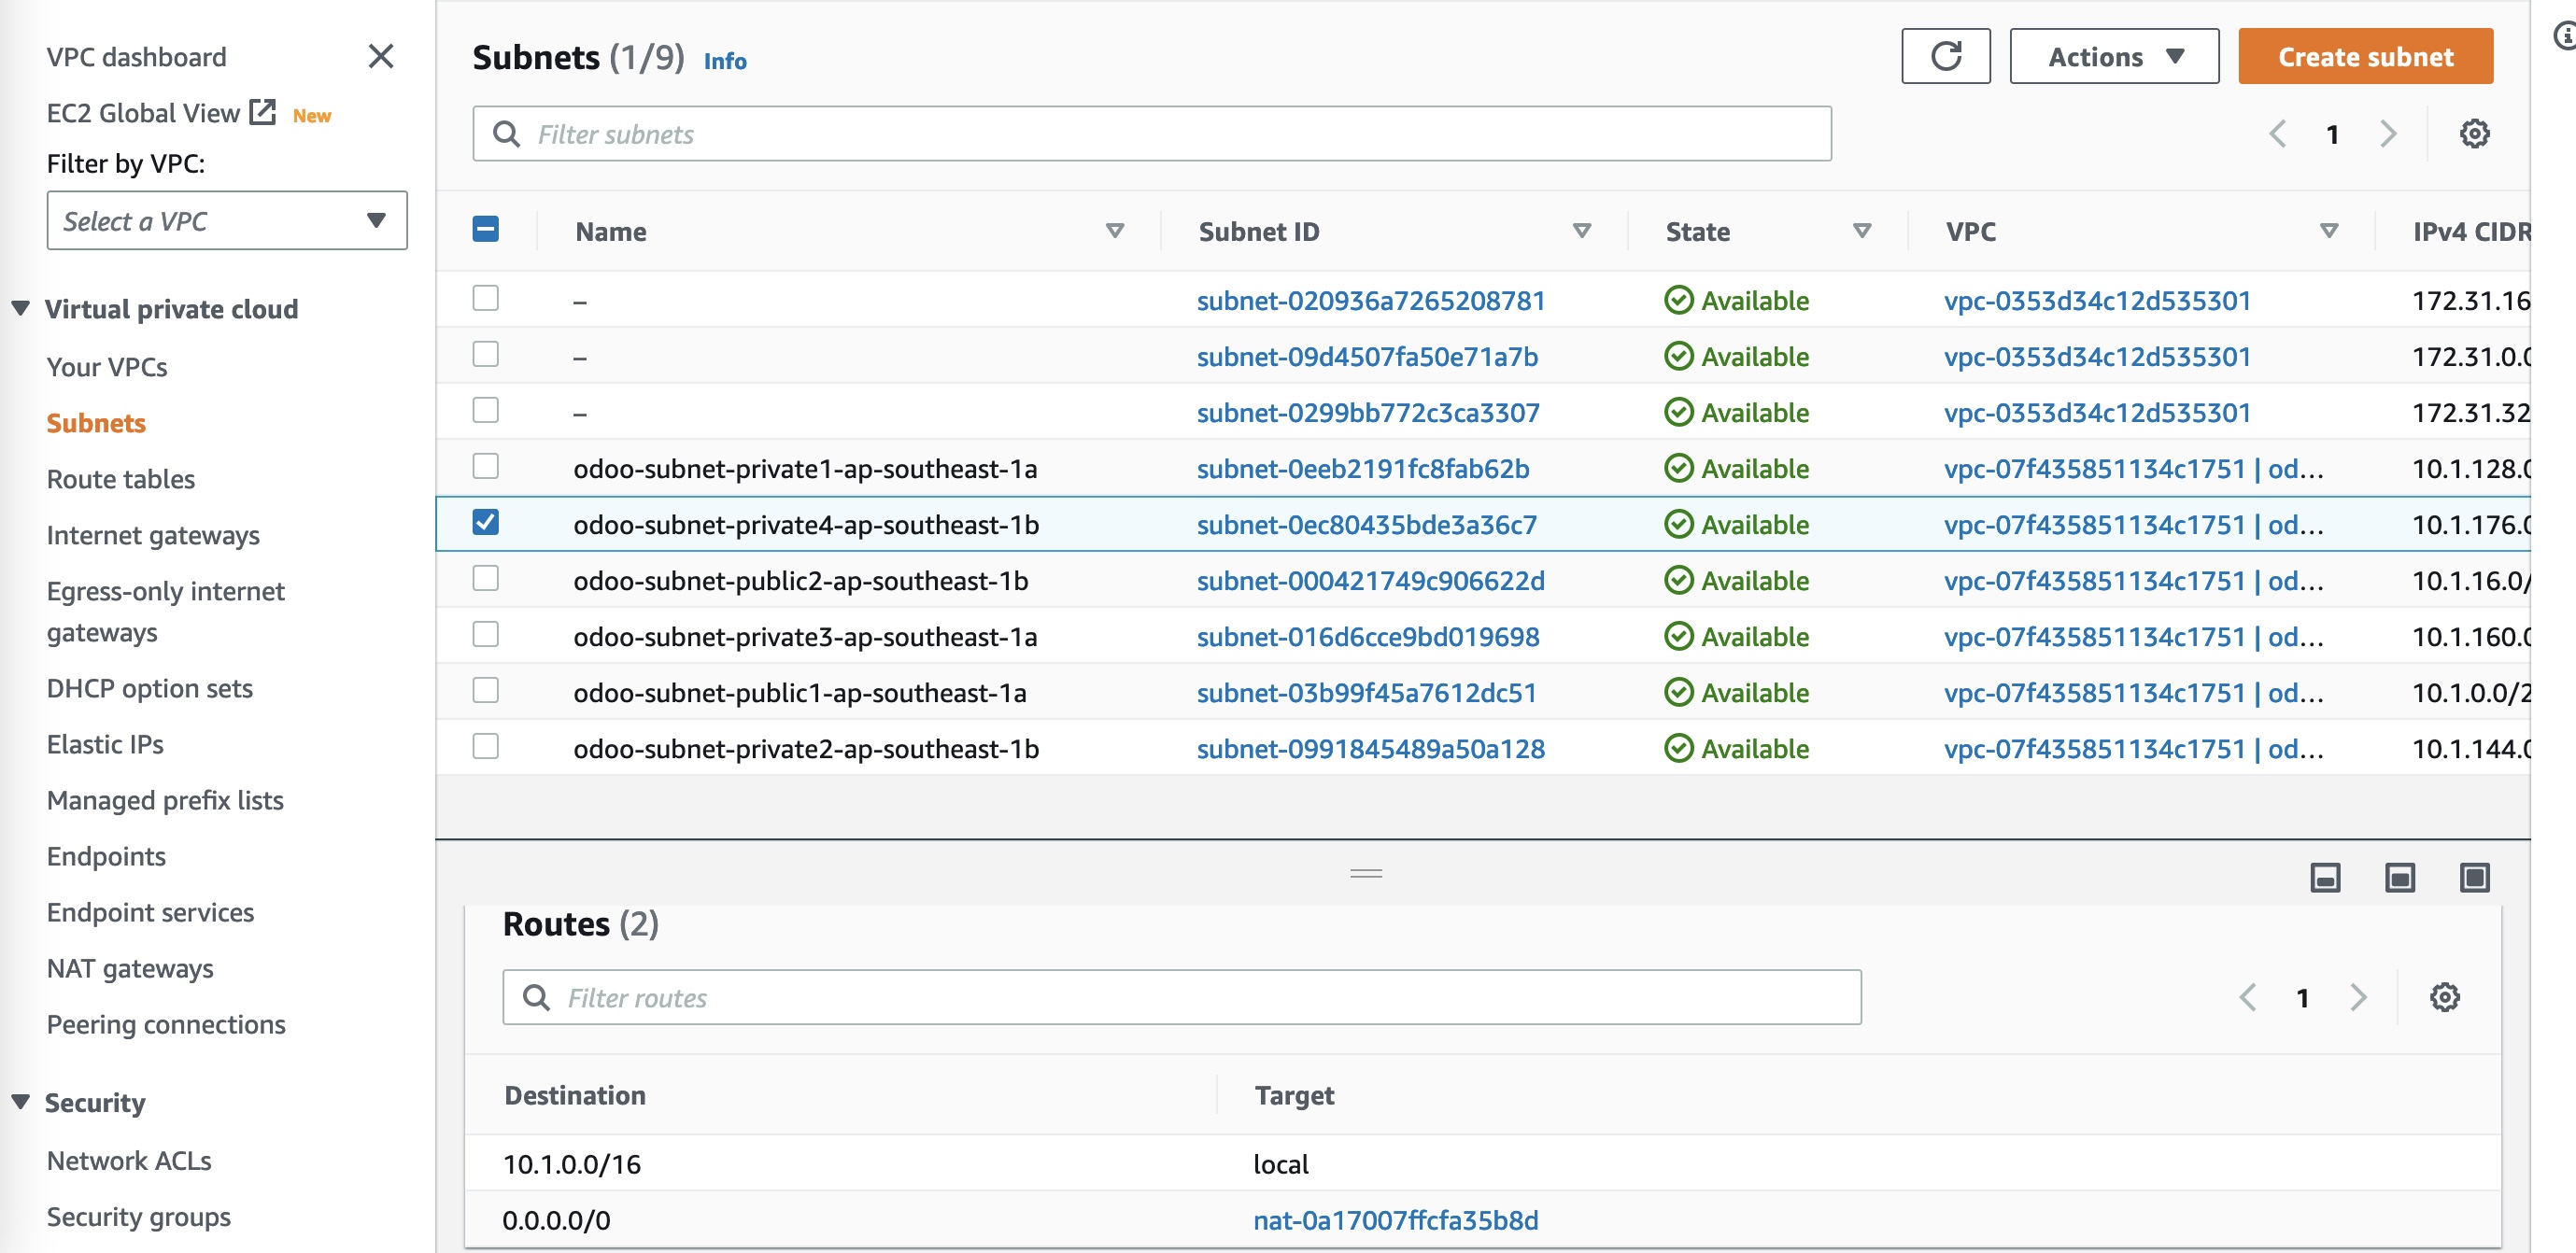 VPC dashboard
EC2 Global View New
Filter by VPC:
Select a VPC
Virtual private cloud
Your VPCs
Subnets
Route tables
Internet gateways
Egress-only internet
gateways
DHCP option sets
Elastic IPs
Managed prefix lists
Endpoints
Endpoint services
NAT gateways
Peering connections
Security
Network ACLs
Security groups
Subnets (1/9) Info
Actions
Create subnet
Filter subnets
1
Name Subnet ID State VPC IPv4 CIDR
– subnet-020936a7265208781 Available vpc-0353d34c12d535301 172.31.16
– subnet-09d4507fa50e71a7b Available vpc-0353d34c12d535301 172.31.0.0
– subnet-0299bb772c3ca3307 Available vpc-0353d34c12d535301 172.31.32
odoo-subnet-private1-ap-southeast-1a subnet-0eeb2191fc8fab62b Available vpc-07f435851134c1751 | od... 10.1.128.0
odoo-subnet-private4-ap-southeast-1b subnet-0ec80435bde3a36c7 Available vpc-07f435851134c1751 | od... 10.1.176.0
odoo-subnet-public2-ap-southeast-1b subnet-000421749c906622d Available vpc-07f435851134c1751 | od... 10.1.16.0/
odoo-subnet-private3-ap-southeast-1a subnet-016d6cce9bd019698 Available vpc-07f435851134c1751 | od... 10.1.160.0
odoo-subnet-public1-ap-southeast-1a subnet-03b99f45a7612dc51 Available vpc-07f435851134c1751 | od... 10.1.0.0/2
odoo-subnet-private2-ap-southeast-1b subnet-0991845489a50a128 Available vpc-07f435851134c1751 | od... 10.1.144.0
Routes (2)
Filter routes
1
Destination Target
10.1.0.0/16 local
0.0.0.0/0 nat-0a17007ffcfa35b8d